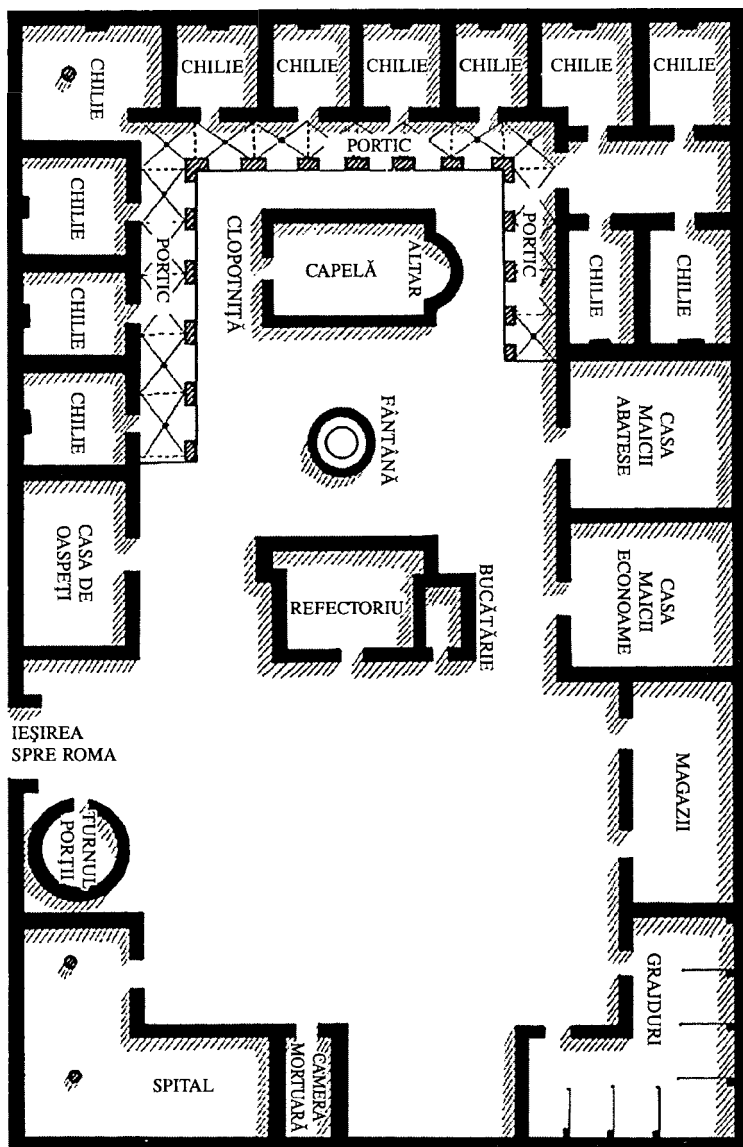 CHILIE
CHILIE
CHILIE
CHILIE
CHILIE
CHILIE
CHILIE
PORTIC
CHILIE
PORTIC
CLOPOTNIȚĂ
CAPELĂ
ALTAR
PORTIC
CHILIE
CHILIE
CHILIE
CHILIE
FÂNTÂNĂ
CASA
MAICII
ABATESE
CASA DE
OASPEȚI
REFECTORIU
BUCĂTĂRIE
CASA
MAICII
ECONOAME
IEŞIREA
SPRE ROMA
TURNUL
PORȚII
MAGAZII
GRAJDURI
SPITAL
CAMERA
MORTUARĂ